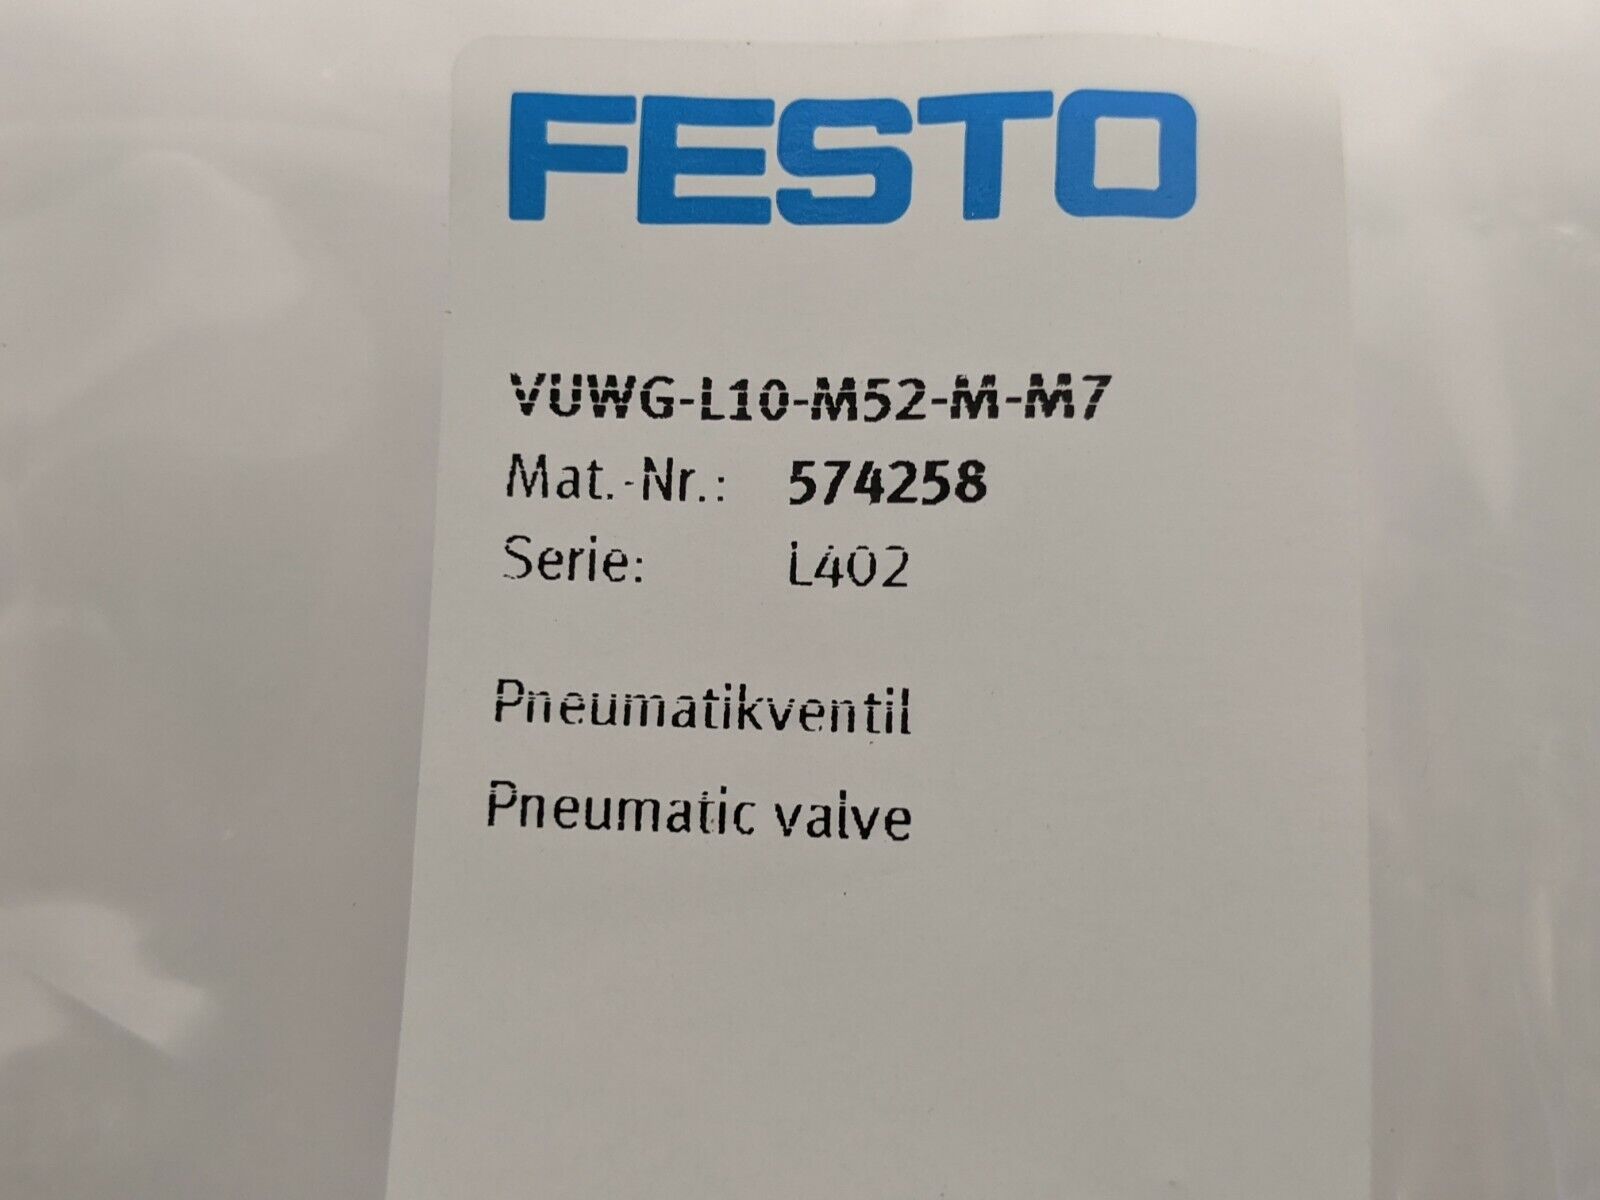 FESTO
VUWG-L10-M52-M-M7
Mat.-Nr.: 574258
Serie: L402
Pneumatikventil
Pneumatic valve